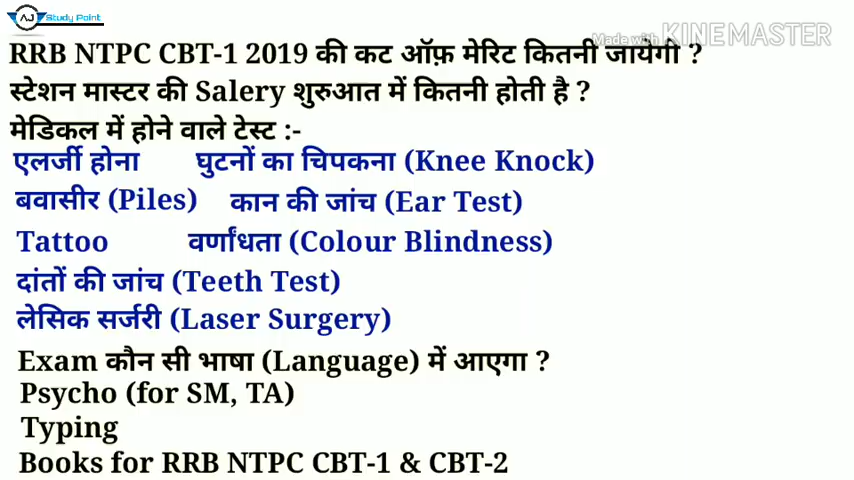 AJ Study Point
Made with KINEMASTER
RRB NTPC CBT-1 2019 की कट ऑफ़ मेरिट कितनी जायेगी ?
स्टेशन मास्टर की Salery शुरुआत में कितनी होती है ?
मेडिकल में होने वाले टेस्ट :-
एलर्जी होना घुटनों का चिपकना (Knee Knock)
बवासीर (Piles) कान की जांच (Ear Test)
Tattoo वर्णांधता (Colour Blindness)
दांतों की जांच (Teeth Test)
लेसिक सर्जरी (Laser Surgery)
Exam कौन सी भाषा (Language) में आएगा ?
Psycho (for SM, TA)
Typing
Books for RRB NTPC CBT-1 & CBT-2